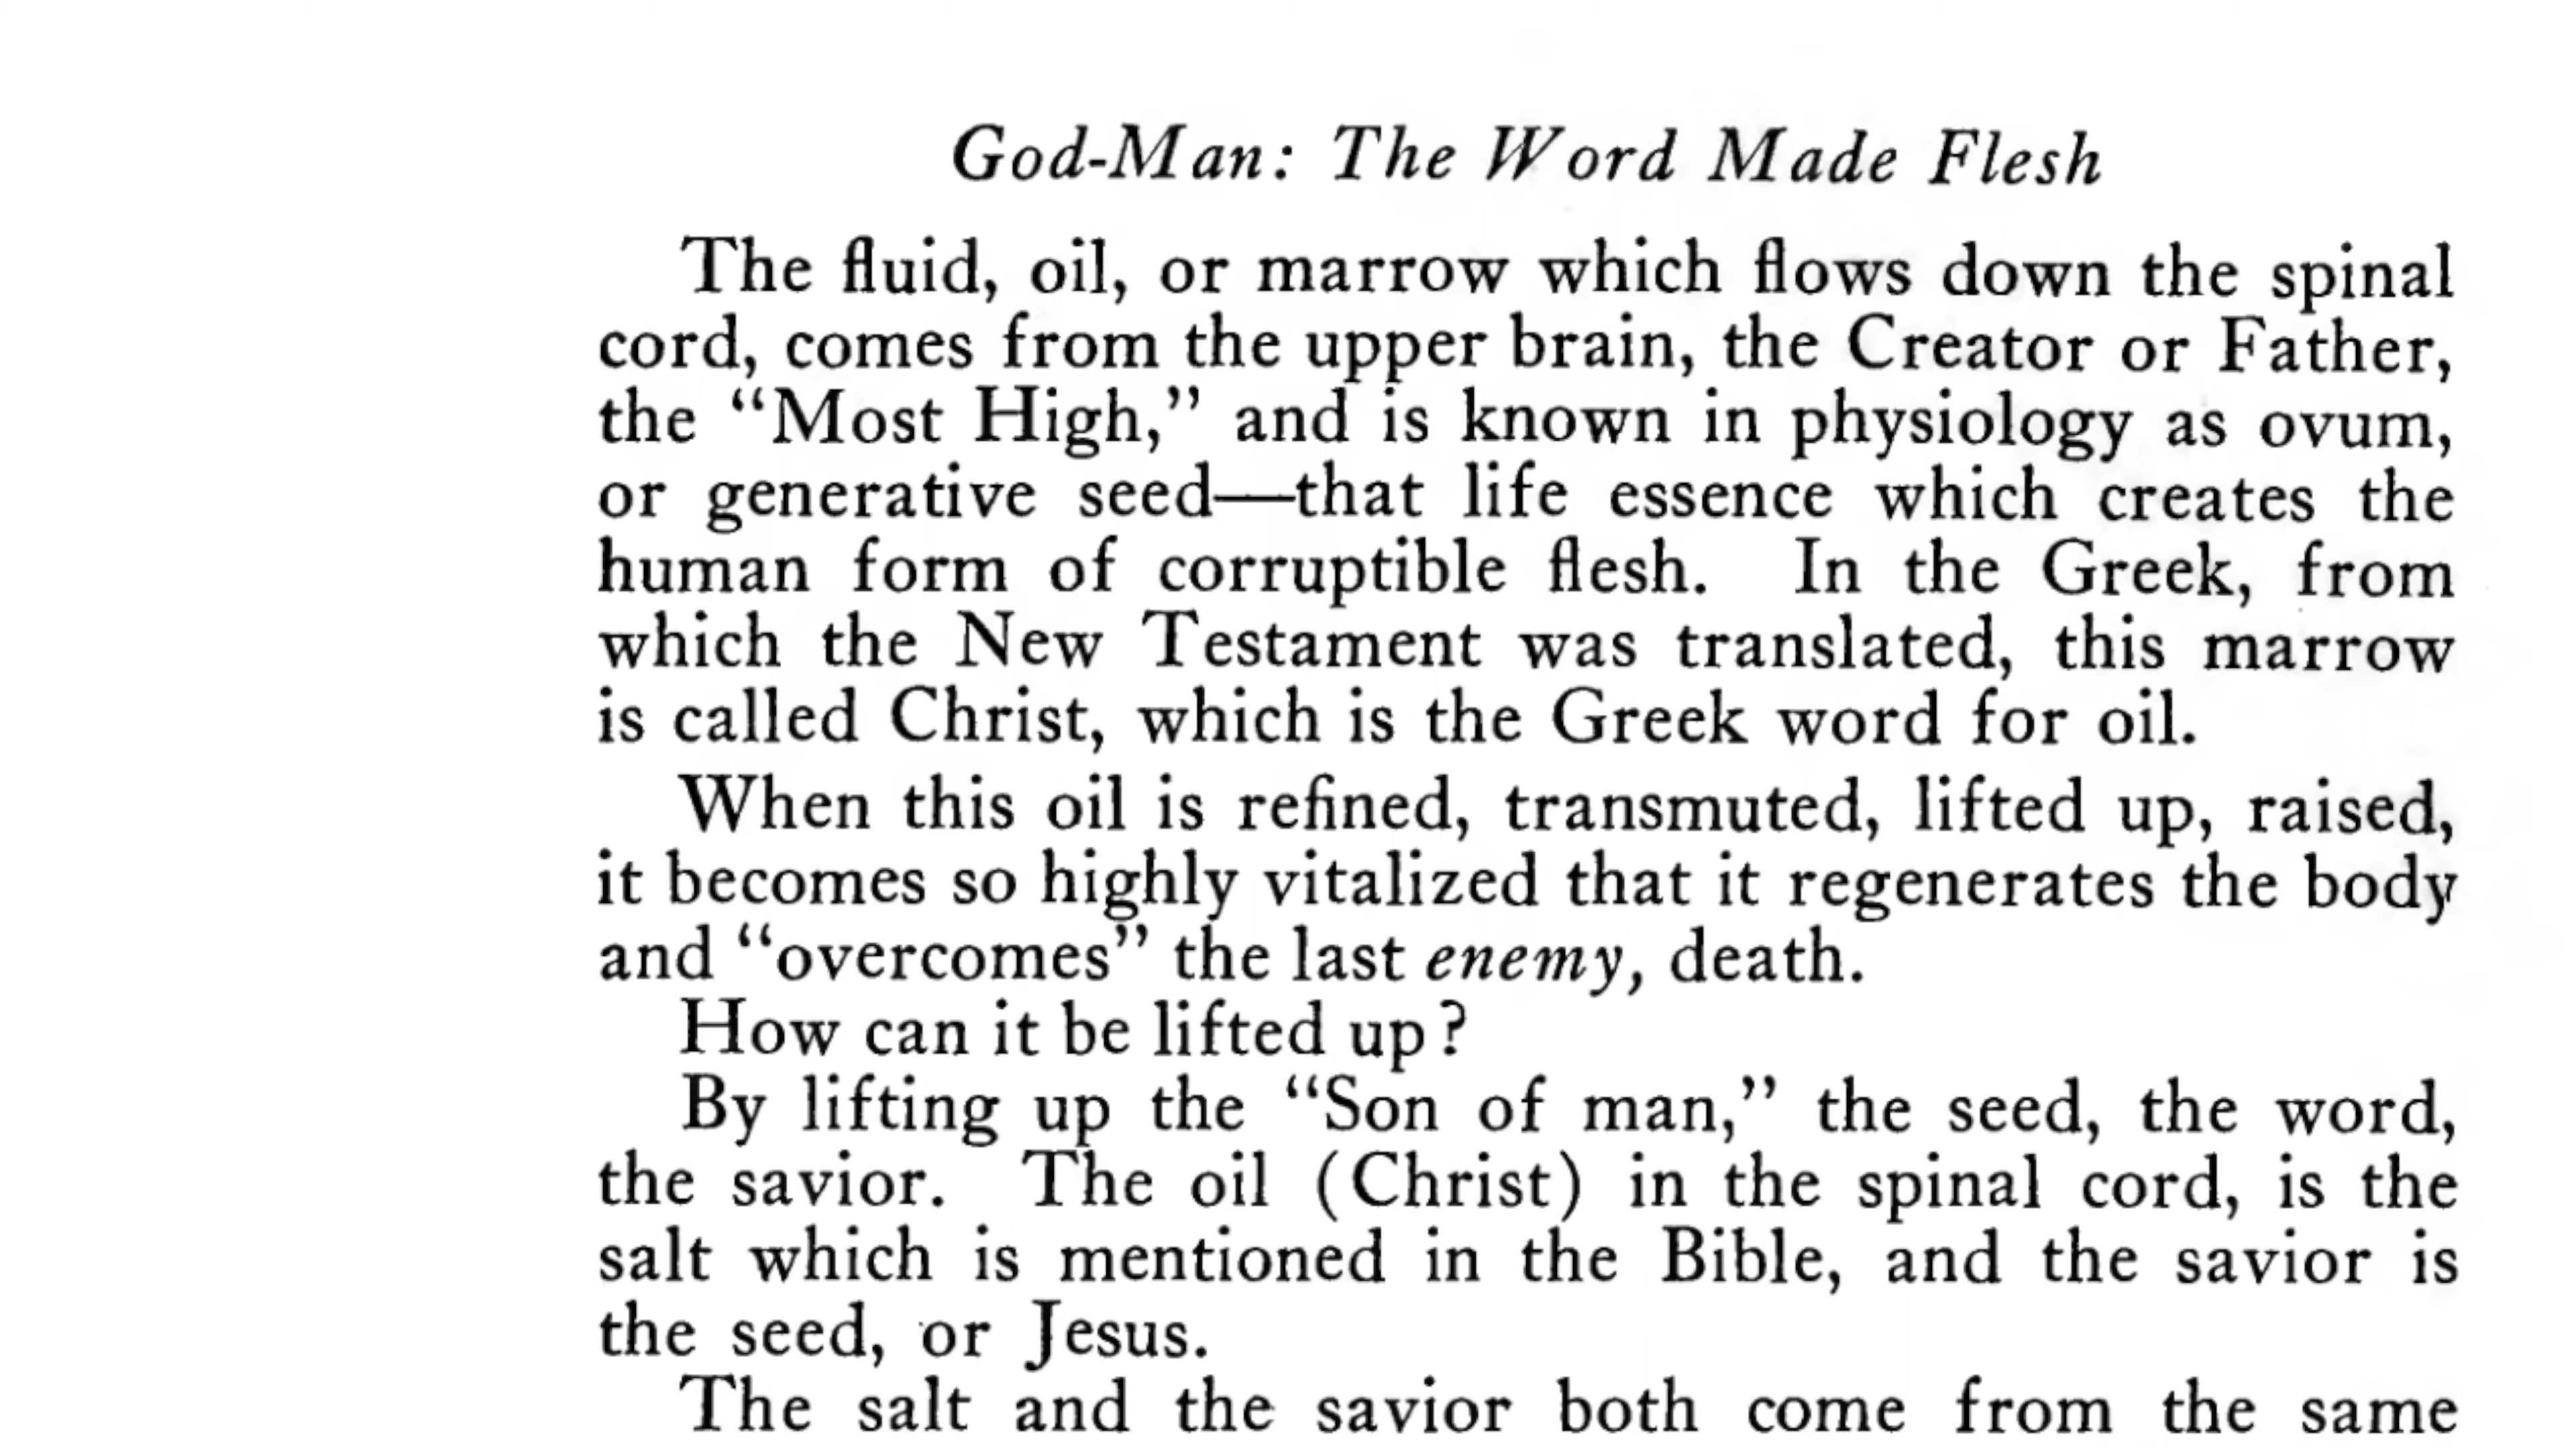 God-Man: The Word Made Flesh
The fluid, oil, or marrow which flows down the spinal
cord, comes from the upper brain, the Creator or Father,
the “Most High,” and is known in physiology as ovum,
or generative seed—that life essence which creates the
human form of corruptible flesh. In the Greek, from
which the New Testament was translated, this marrow
is called Christ, which is the Greek word for oil.
When this oil is refined, transmuted, lifted up, raised,
it becomes so highly vitalized that it regenerates the body
and “overcomes” the last enemy, death.
How can it be lifted up?
By lifting up the “Son of man,” the seed, the word,
the savior. The oil (Christ) in the spinal cord, is the
salt which is mentioned in the Bible, and the savior is
the seed, or Jesus.
The salt and the savior both come from the same